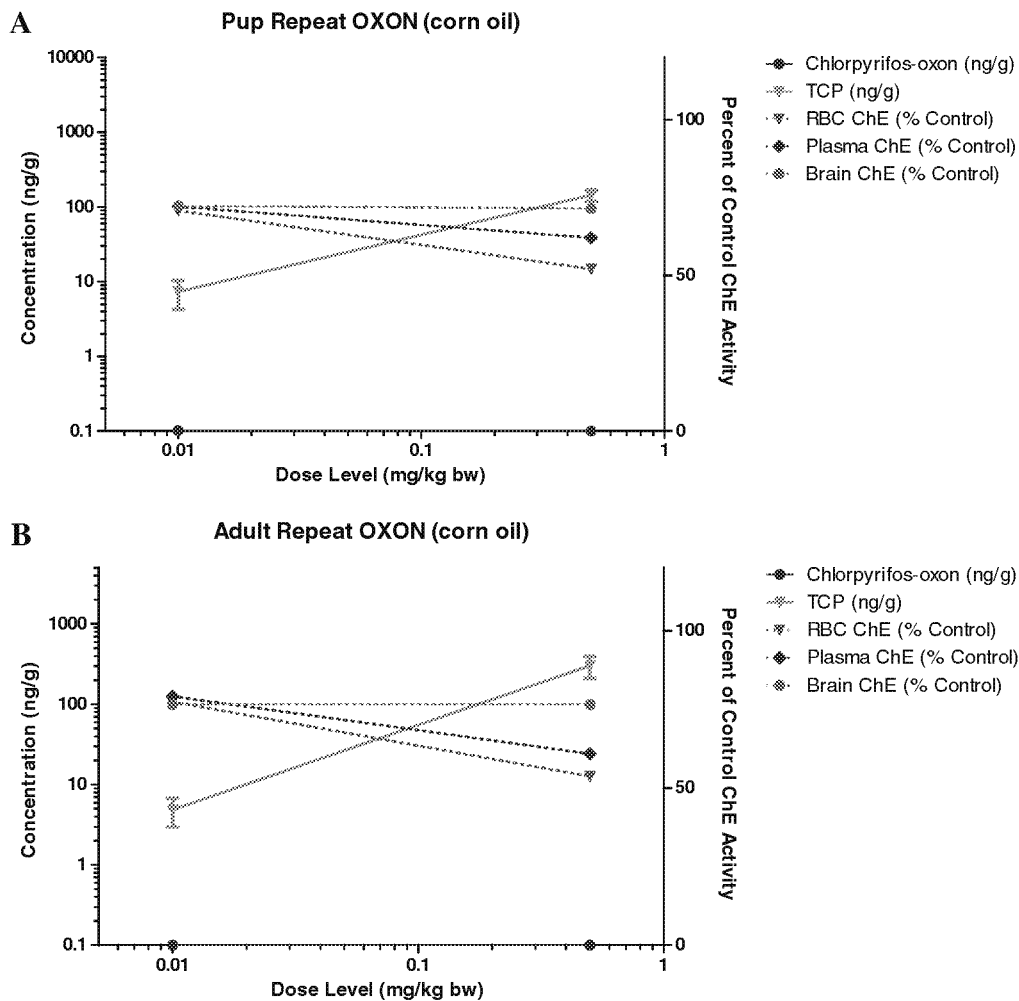 A
Pup Repeat OXON (corn oil)
10000
1000
100
10
1
0.1
Concentration (ng/g)
0.01
0.1
1
Dose Level (mg/kg bw)
100
50
0
Percent of Control ChE Activity
Chlorpyrifos-oxon (ng/g)
TCP (ng/g)
RBC ChE (% Control)
Plasma ChE (% Control)
Brain ChE (% Control)
B
Adult Repeat OXON (corn oil)
1000
100
10
1
0.1
Concentration (ng/g)
0.01
0.1
1
Dose Level (mg/kg bw)
100
50
0
Percent of Control ChE Activity
Chlorpyrifos-oxon (ng/g)
TCP (ng/g)
RBC ChE (% Control)
Plasma ChE (% Control)
Brain ChE (% Control)